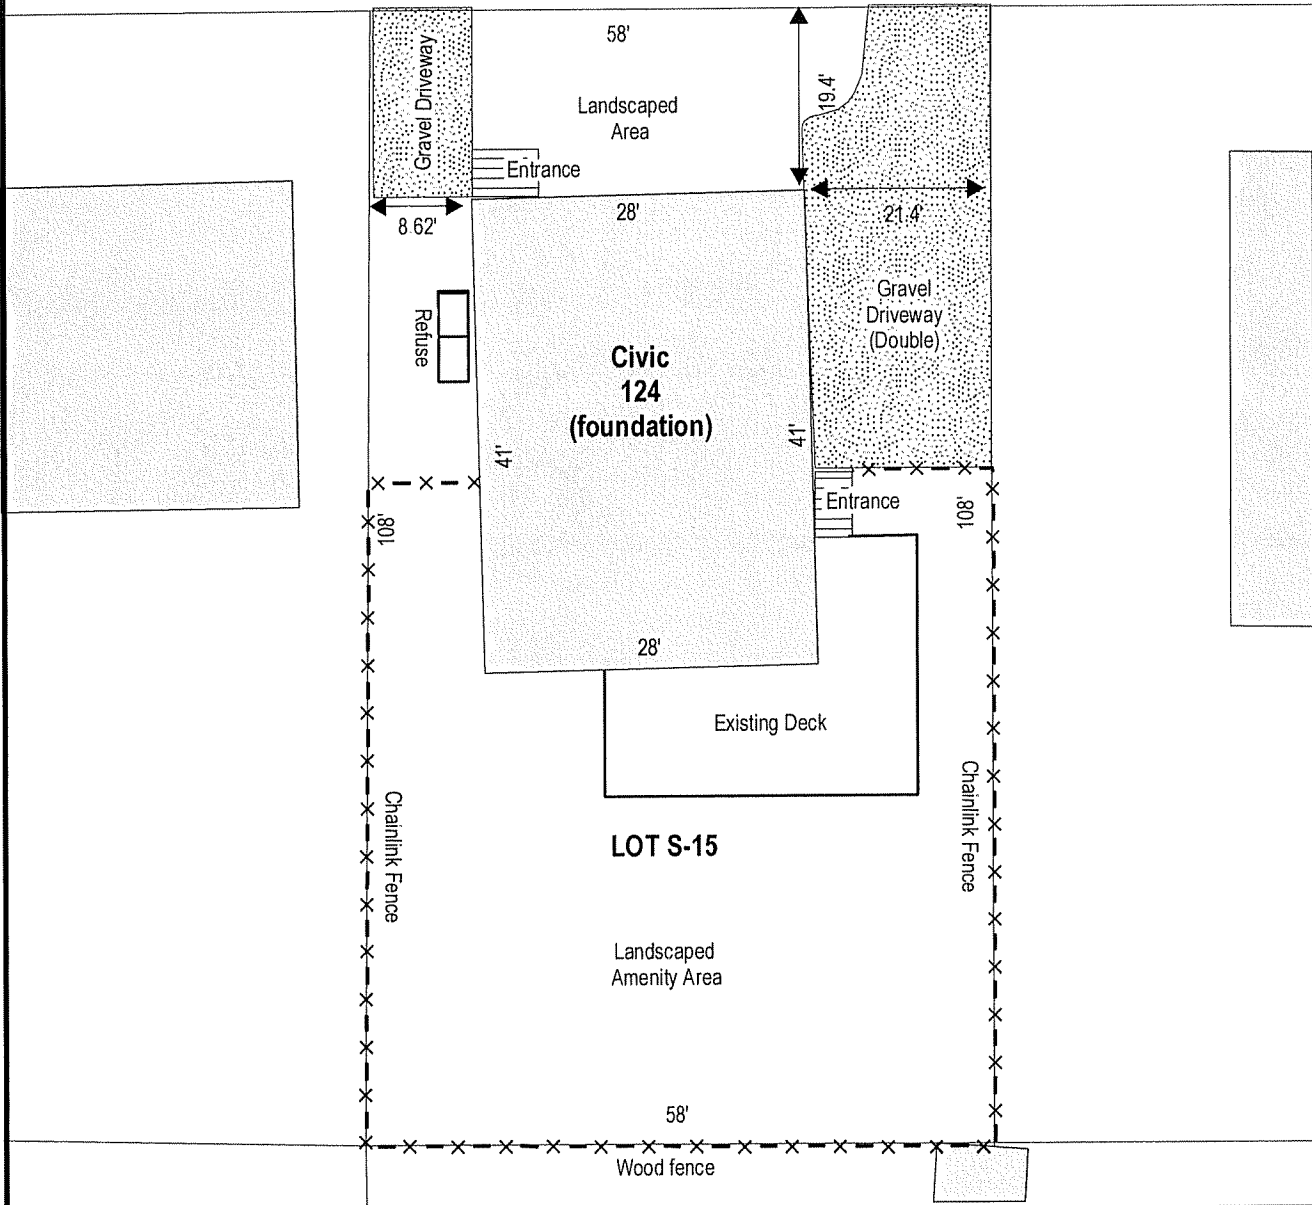 58'
Gravel Driveway
19.4'
Landscaped
Area
Entrance
8.62'
28'
21.4'
Gravel
Driveway
(Double)
Refuse
Civic
124
(foundation)
41'
41'
Entrance
108'
108'
28'
Existing Deck
Chainlink Fence
Chainlink Fence
LOT S-15
Landscaped
Amenity Area
58'
Wood fence